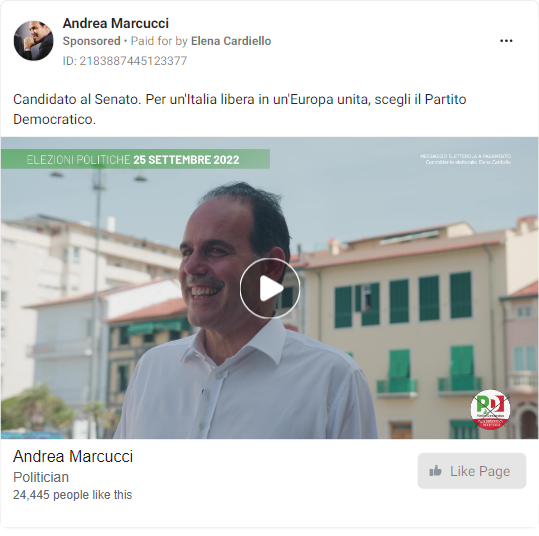 Andrea Marcucci
Sponsored • Paid for by Elena Cardiello
ID: 2183887445123377
Candidato al Senato. Per un'Italia libera in un'Europa unita, scegli il Partito
Democratico.
ELEZIONI POLITICHE 25 SETTEMBRE 2022
MESSAGGIO ELETTORALE A PAGAMENTO
Committente elettorale: Elena Cardiello
PD
Andrea Marcucci
Politician
24,445 people like this
Like Page